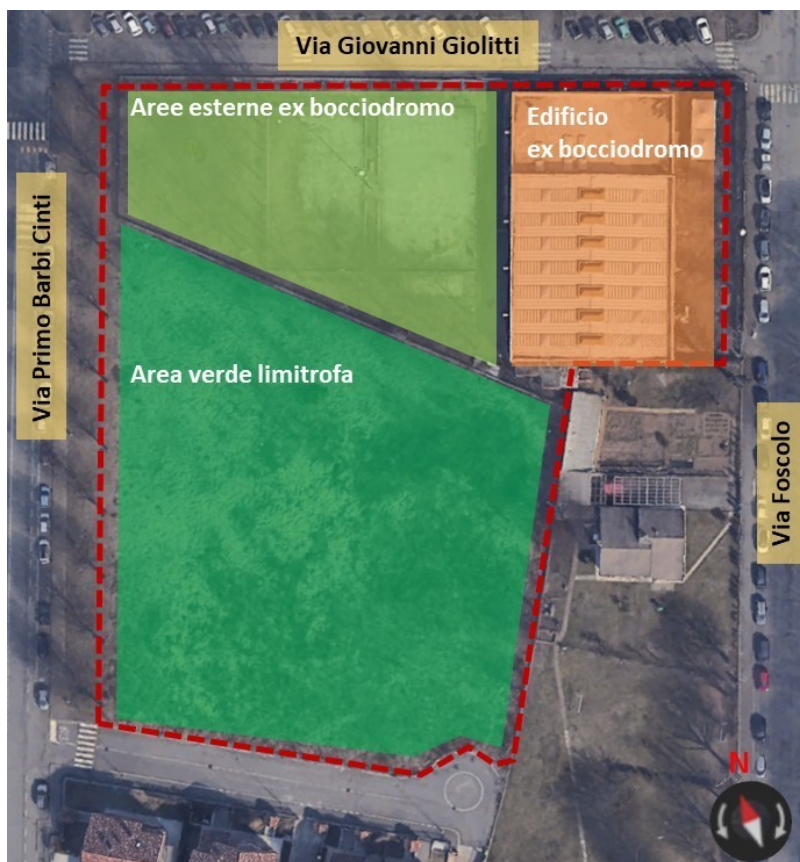 Via Giovanni Giolitti
Aree esterne ex bocciodromo
Edificio
ex bocciodromo
Via Primo Barbi Cinti
Area verde limitrofa
Via Foscolo
N